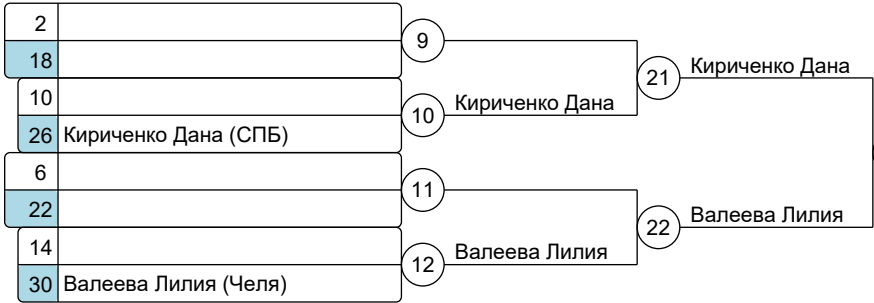 2
9
18
21 Кириченко Дана
10
10 Кириченко Дана
26 Кириченко Дана (СПБ)
6
11
22
22 Валеева Лилия
14
12 Валеева Лилия
30 Валеева Лилия (Челя)